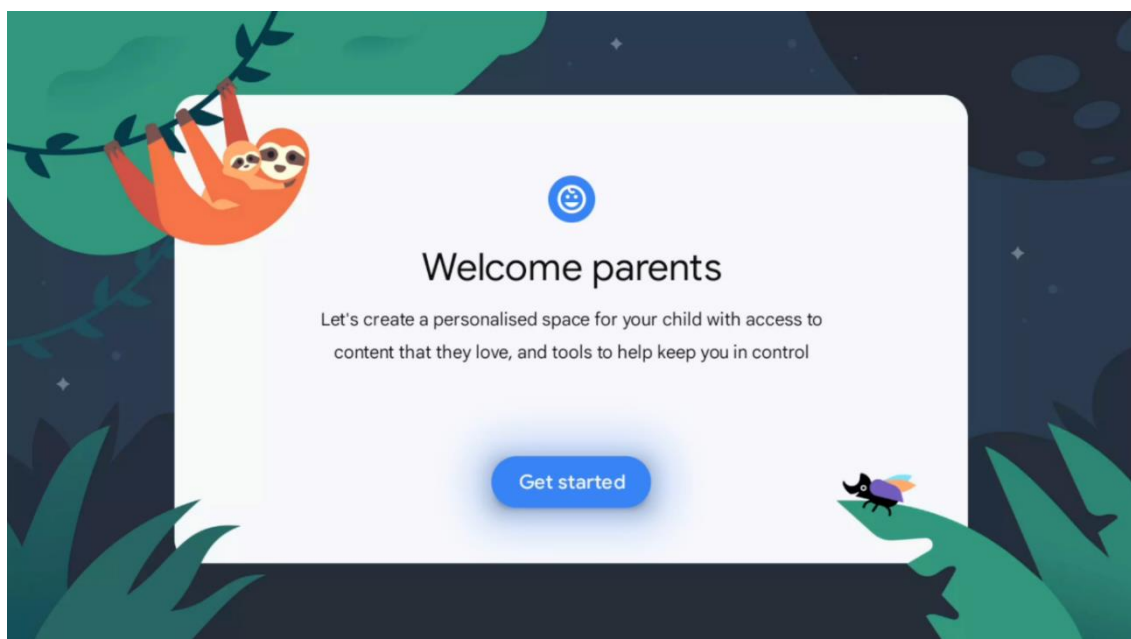 Welcome parents
Let's create a personalised space for your child with access to
content that they love, and tools to help keep you in control
Get started